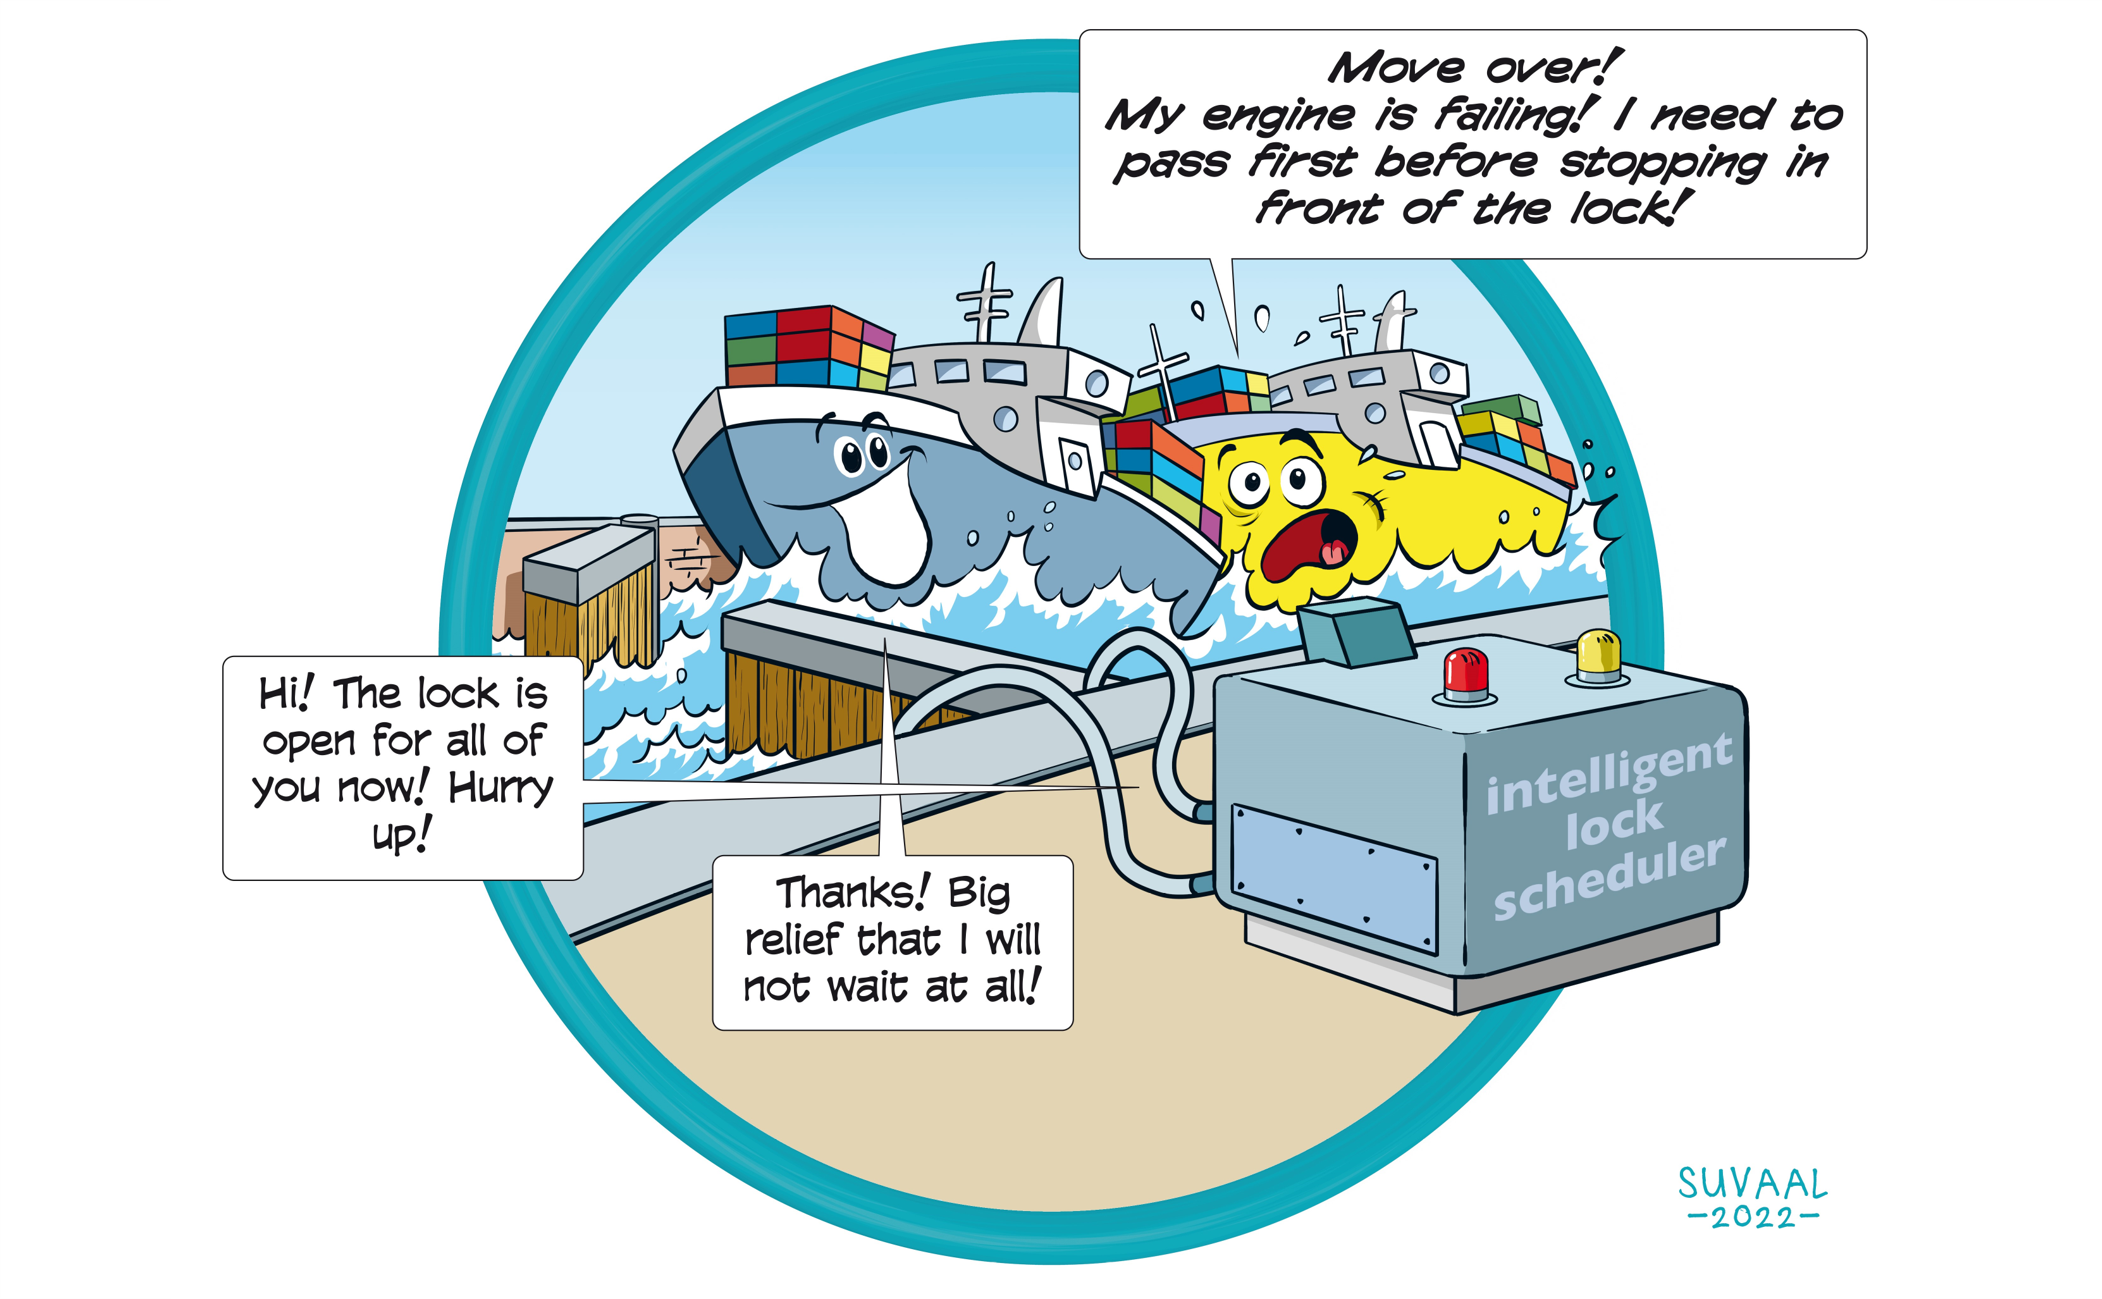 Move over!
My engine is failing! I need to
pass first before stopping in
front of the lock!
Hi! The lock is
open for all of
you now! Hurry
up!
Thanks! Big
relief that I will
not wait at all!
intelligent
lock
scheduler
SUVAAL
-2022-